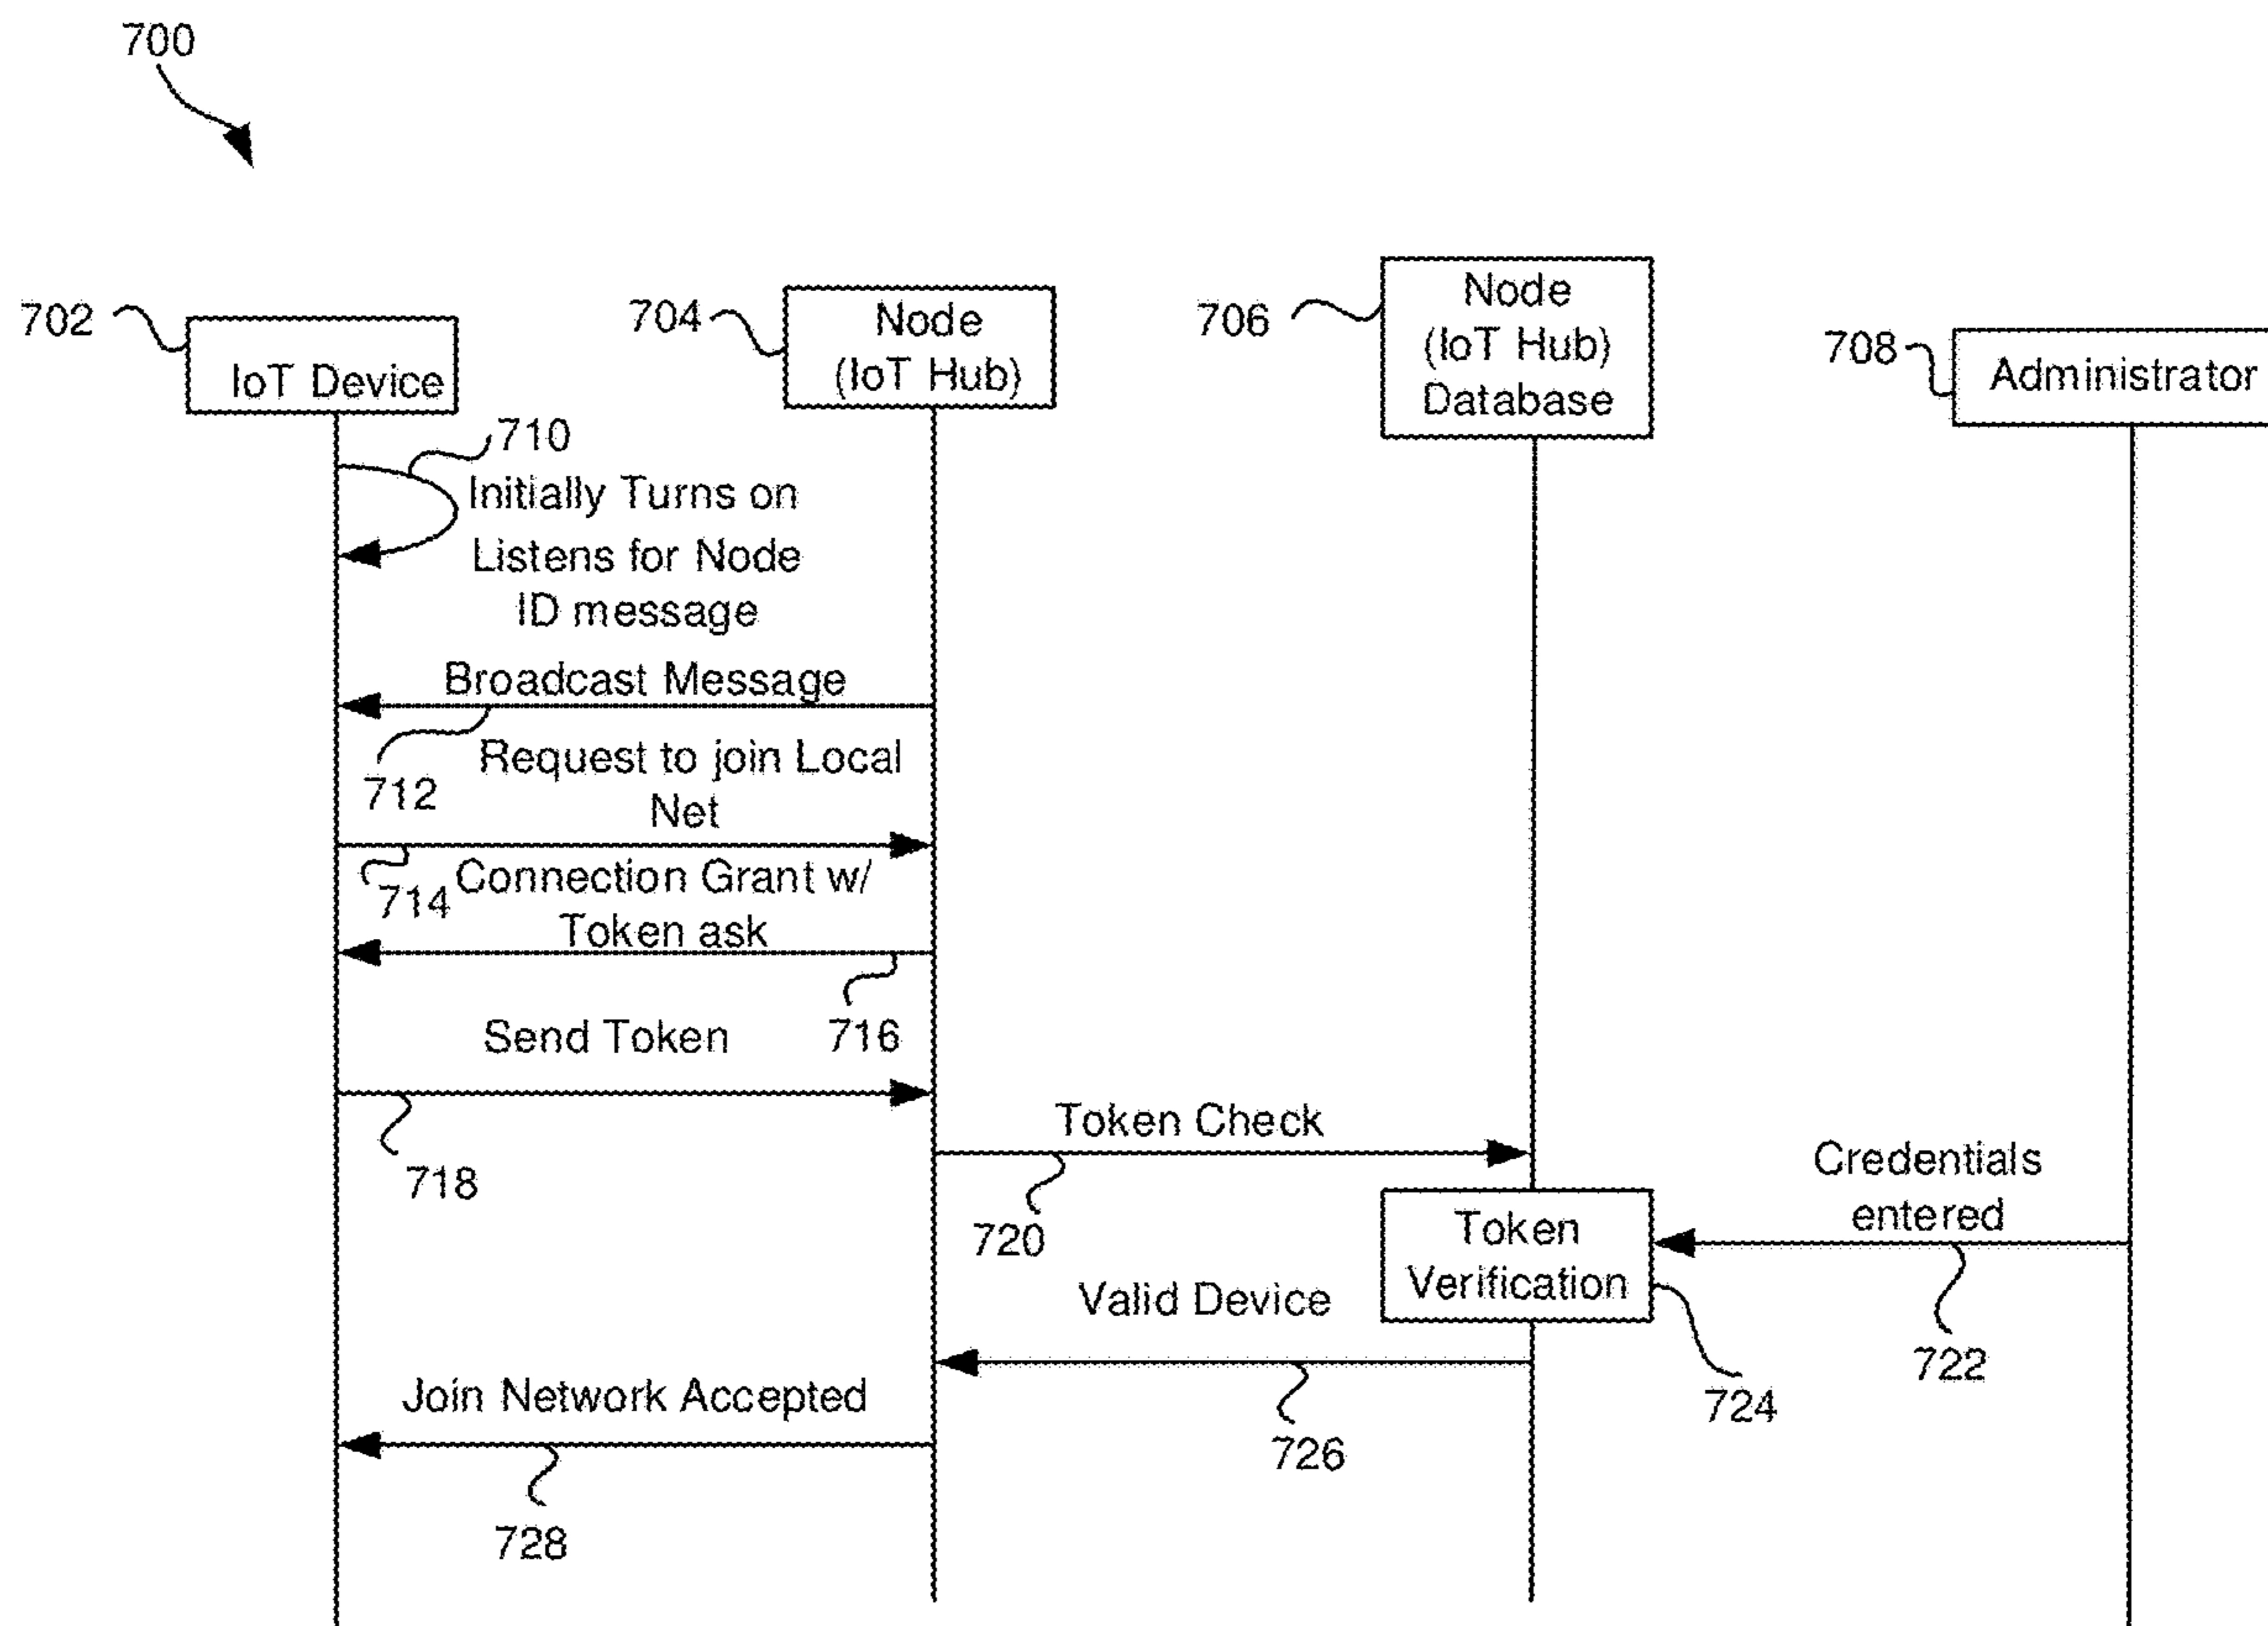 700
702
IoT Device
704
Node
(IoT Hub)
706
Node
(IoT Hub)
Database
708
Administrator
710
Initially Turns on
Listens for Node
ID message
Broadcast Message
712
Request to join Local
Net
714
Connection Grant w/
Token ask
716
Send Token
718
Token Check
720
Credentials
entered
722
Token
Verification
724
Valid Device
726
Join Network Accepted
728